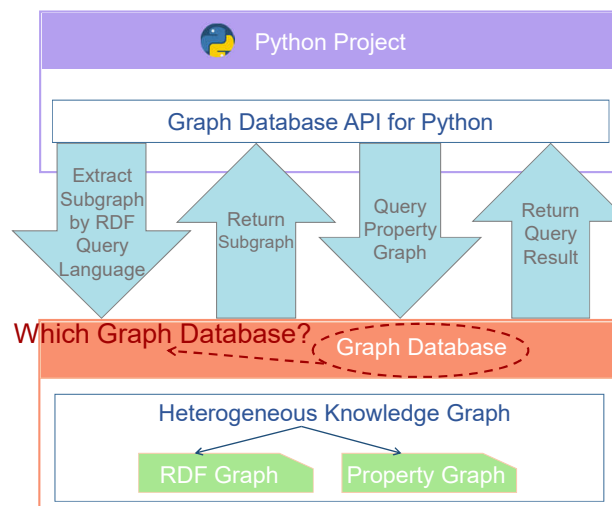 Python Project
Graph Database API for Python
Extract
Subgraph
by RDF
Query
Language
Return
Subgraph
Query
Property
Graph
Return
Query
Result
Which Graph Database?
Graph Database
Heterogeneous Knowledge Graph
RDF Graph
Property Graph